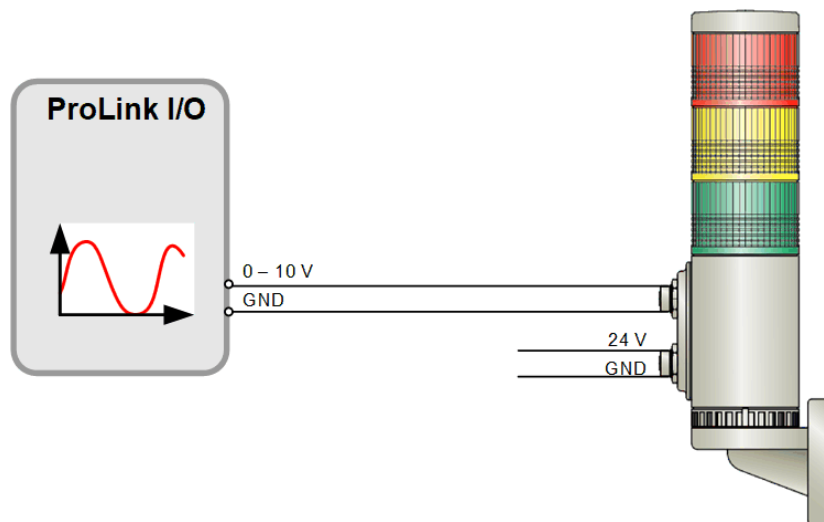 ProLink I/O
0 – 10 V
GND
24 V
GND